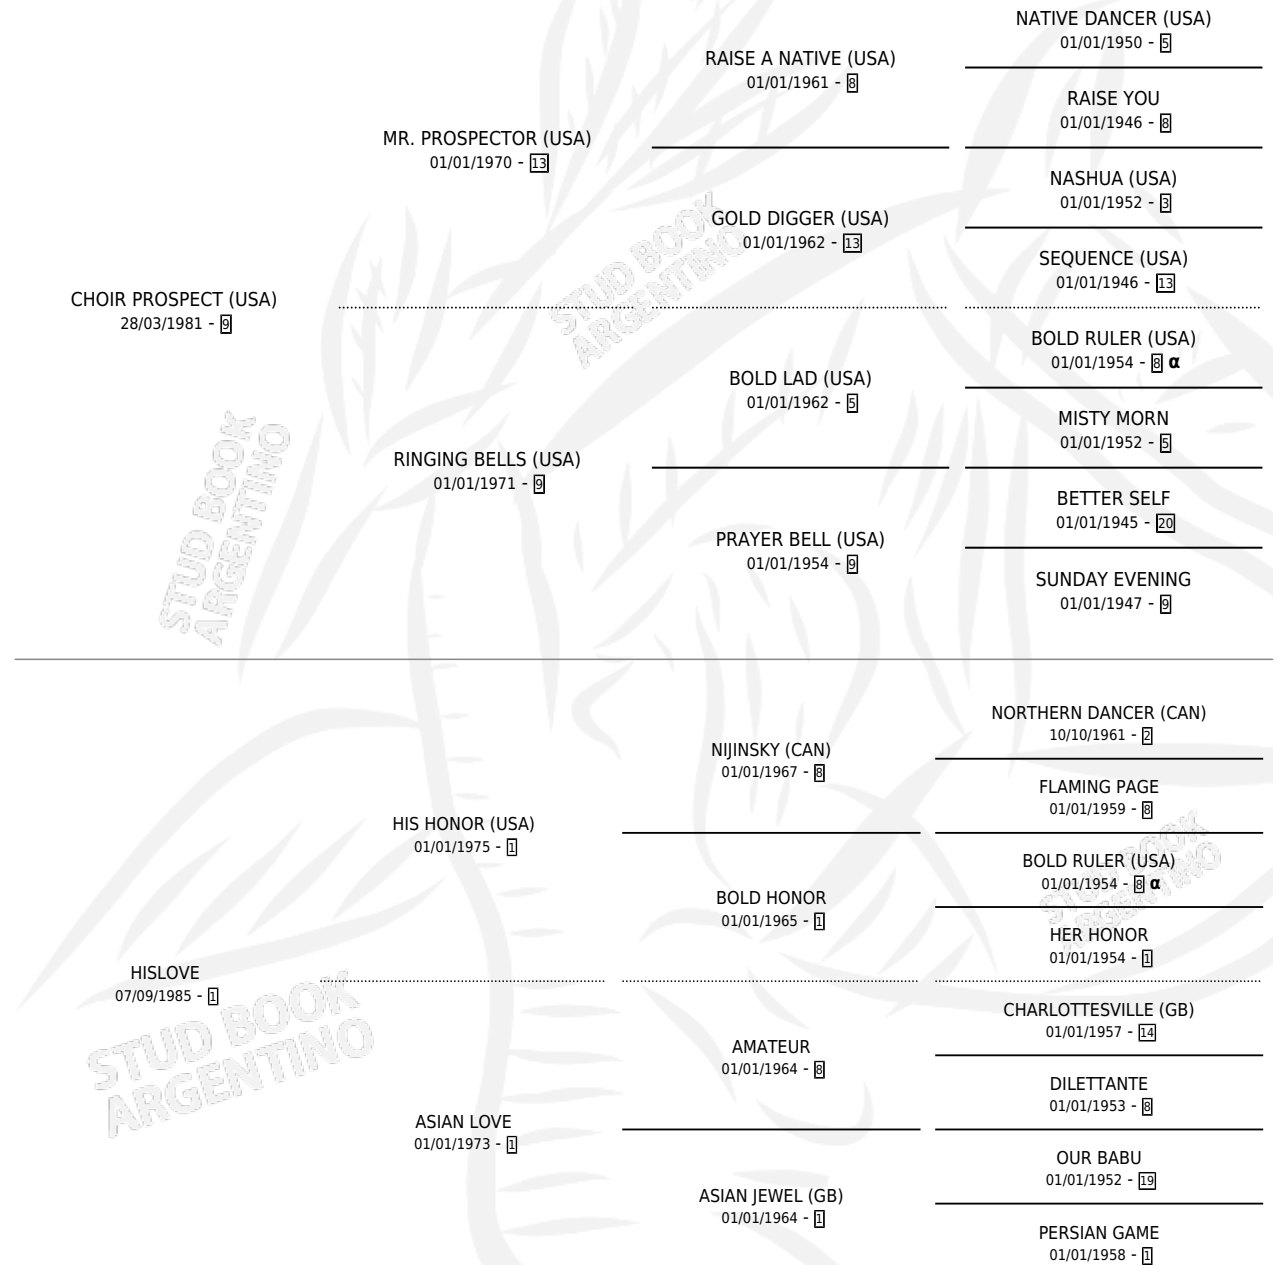 NATIVE DANCER (USA)
01/01/1950 - 5
RAISE A NATIVE (USA)
01/01/1961 - 8
RAISE YOU
01/01/1946 - 8
MR. PROSPECTOR (USA)
01/01/1970 - 13
NASHUA (USA)
01/01/1952 - 3
GOLD DIGGER (USA)
01/01/1962 - 13
SEQUENCE (USA)
01/01/1946 - 13
CHOIR PROSPECT (USA)
28/03/1981 - 9
BOLD RULER (USA)
01/01/1954 - 8 α
BOLD LAD (USA)
01/01/1962 - 5
MISTY MORN
01/01/1952 - 5
RINGING BELLS (USA)
01/01/1971 - 9
BETTER SELF
01/01/1945 - 20
PRAYER BELL (USA)
01/01/1954 - 9
SUNDAY EVENING
01/01/1947 - 9
STUD BOOK
ARGENTINO
STUD BOOK
ARGENTINO
NORTHERN DANCER (CAN)
10/10/1961 - 2
NIJINSKY (CAN)
01/01/1967 - 8
FLAMING PAGE
01/01/1959 - 8
HIS HONOR (USA)
01/01/1975 - 1
BOLD RULER (USA)
01/01/1954 - 8 α
BOLD HONOR
01/01/1965 - 1
HER HONOR
01/01/1954 - 1
STUD BOOK
ARGENTINO
HISLOVE
07/09/1985 - 1
CHARLOTTESVILLE (GB)
01/01/1957 - 14
AMATEUR
01/01/1964 - 8
DILETTANTE
01/01/1953 - 8
ASIAN LOVE
01/01/1973 - 1
OUR BABU
01/01/1952 - 19
ASIAN JEWEL (GB)
01/01/1964 - 1
PERSIAN GAME
01/01/1958 - 1
STUD BOOK
ARGENTINO